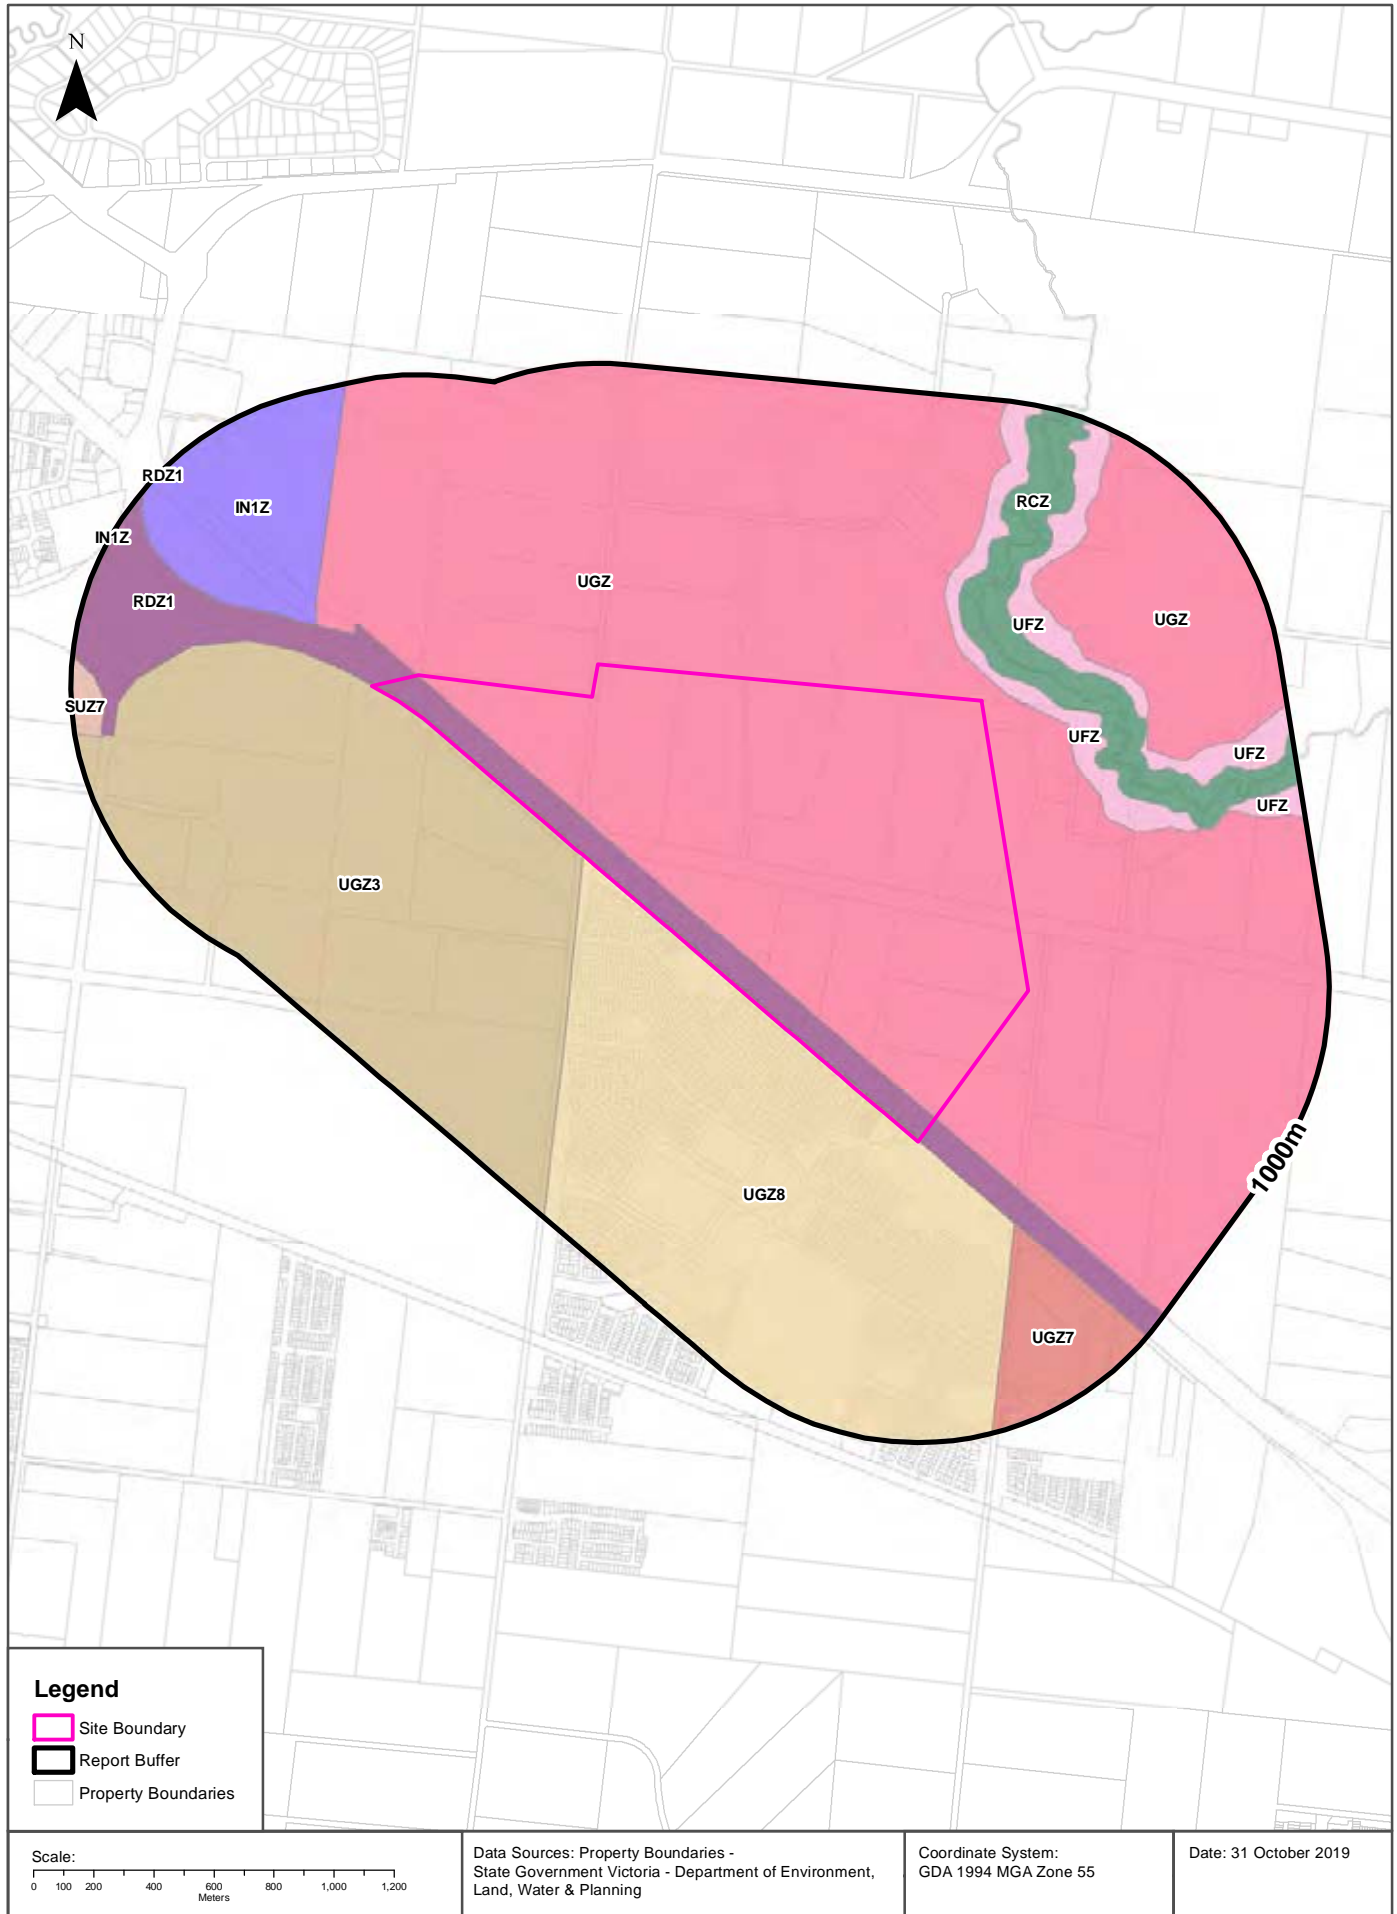 N
RDZ1
IN1Z
RCZ
IN1Z
UGZ
RDZ1
UFZ
UGZ
SUZ7
UFZ
UFZ
UFZ
UGZ3
1000m
UGZ8
UGZ7
Legend
Site Boundary
Report Buffer
Property Boundaries
Scale:
0 100 200 400 600 800 1,000 1,200
Meters
Data Sources: Property Boundaries -
State Government Victoria - Department of Environment,
Land, Water & Planning
Coordinate System:
GDA 1994 MGA Zone 55
Date: 31 October 2019